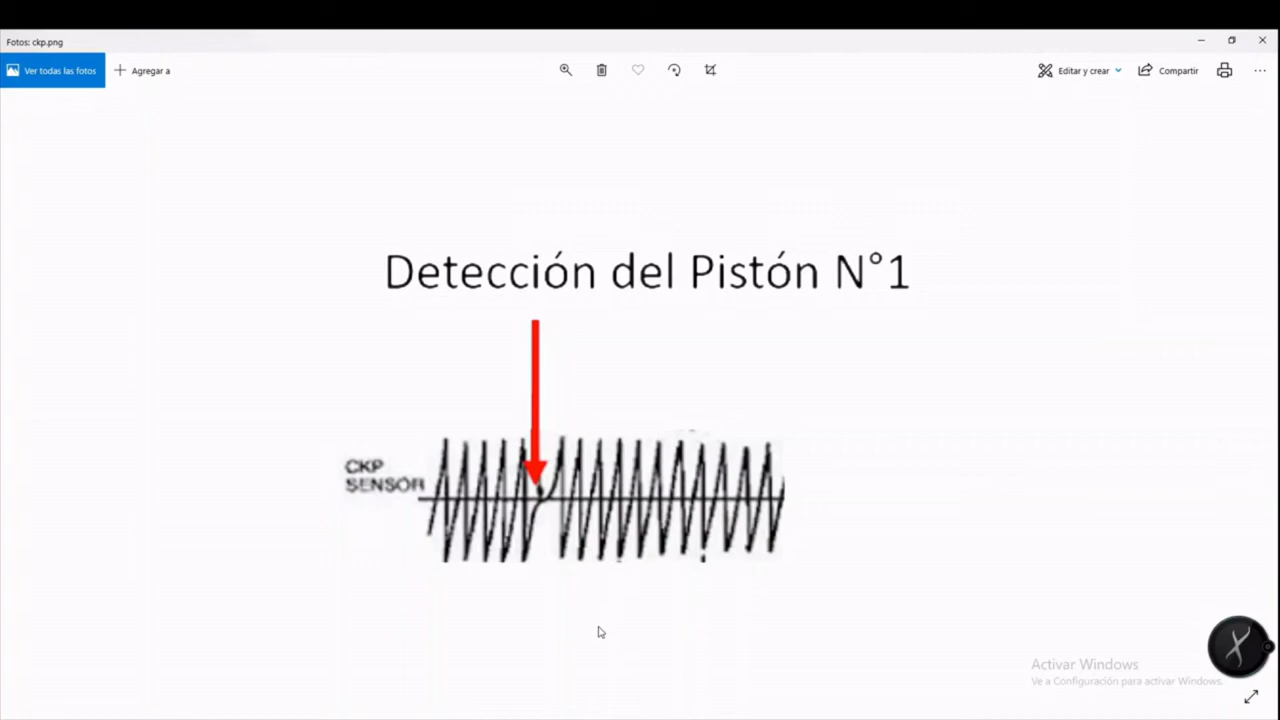 Fotos: ckp.png
Ver todas las fotos
Agregar a
Editar y crear
Compartir
Detección del Pistón N°1
CKP
SENSOR
Activar Windows
Ve a Configuración para activar Windows.